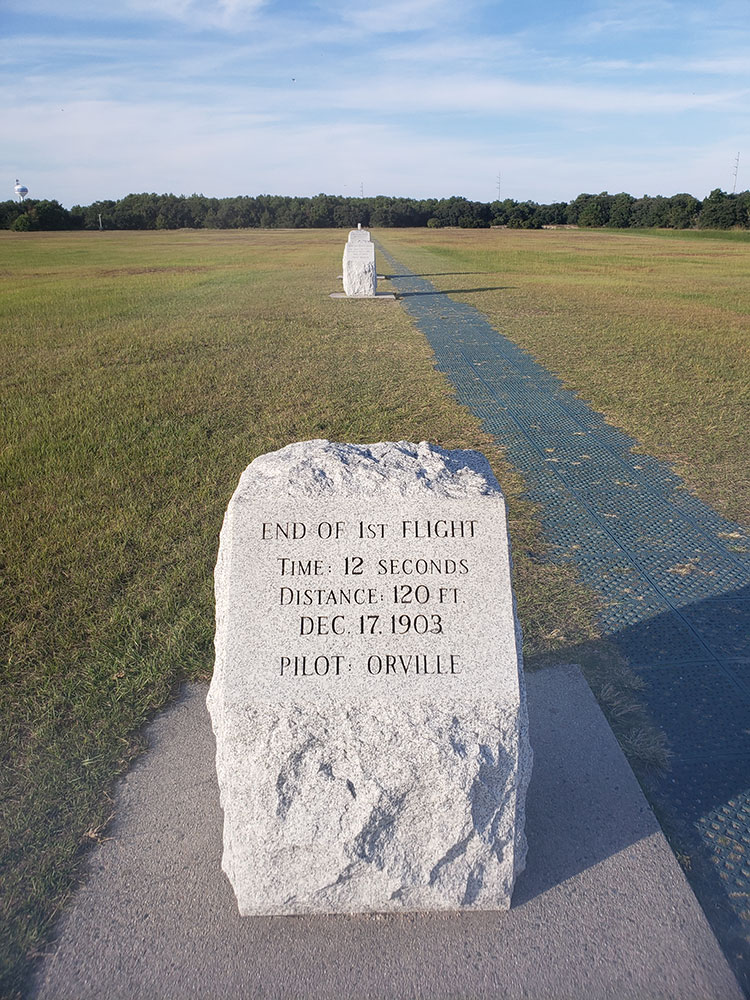 END OF 1ST FLIGHT
TIME: 12 SECONDS
DISTANCE: 120 FT.
DEC. 17, 1903
PILOT: ORVILLE